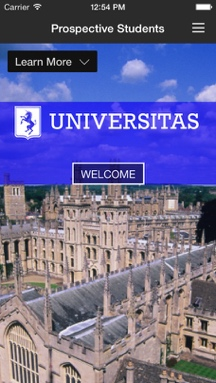 Carrier 12:54 PM
Prospective Students
Learn More
UNIVERSITAS
WELCOME